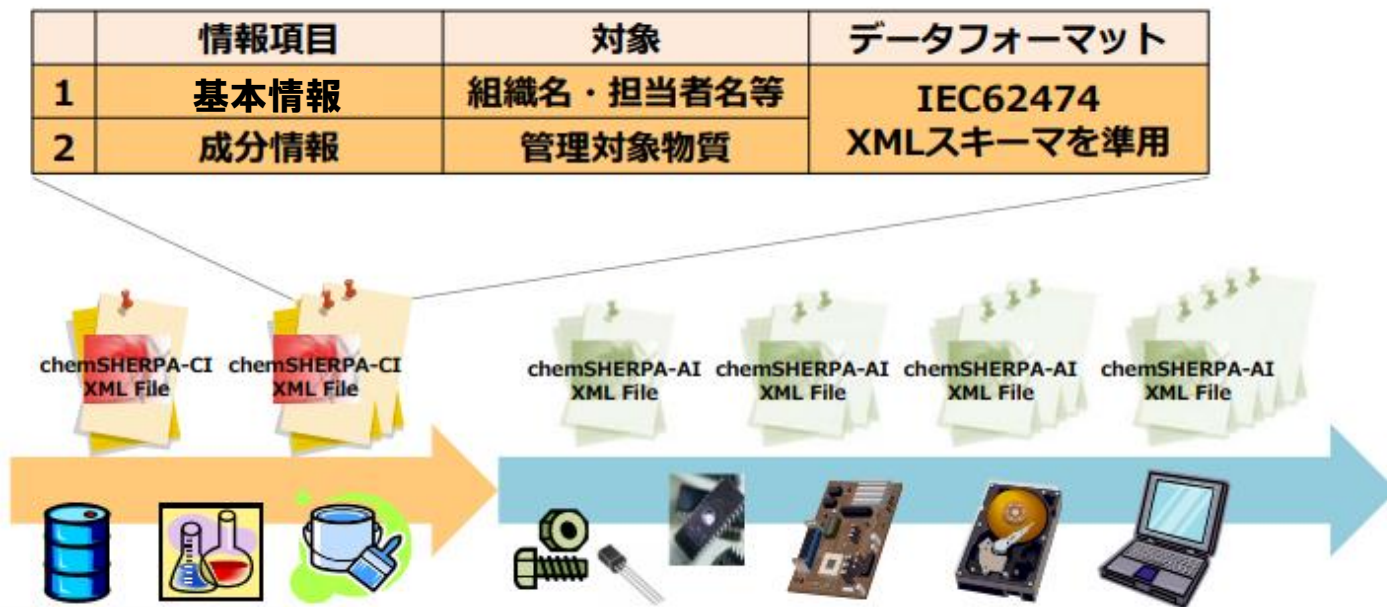 情報項目 対象 データフォーマット
1 基本情報 組織名・担当者名等 IEC62474
XMLスキーマを準用
2 成分情報 管理対象物質
chemSHERPA-CI
XML File
chemSHERPA-CI
XML File
chemSHERPA-AI
XML File
chemSHERPA-AI
XML File
chemSHERPA-AI
XML File
chemSHERPA-AI
XML File